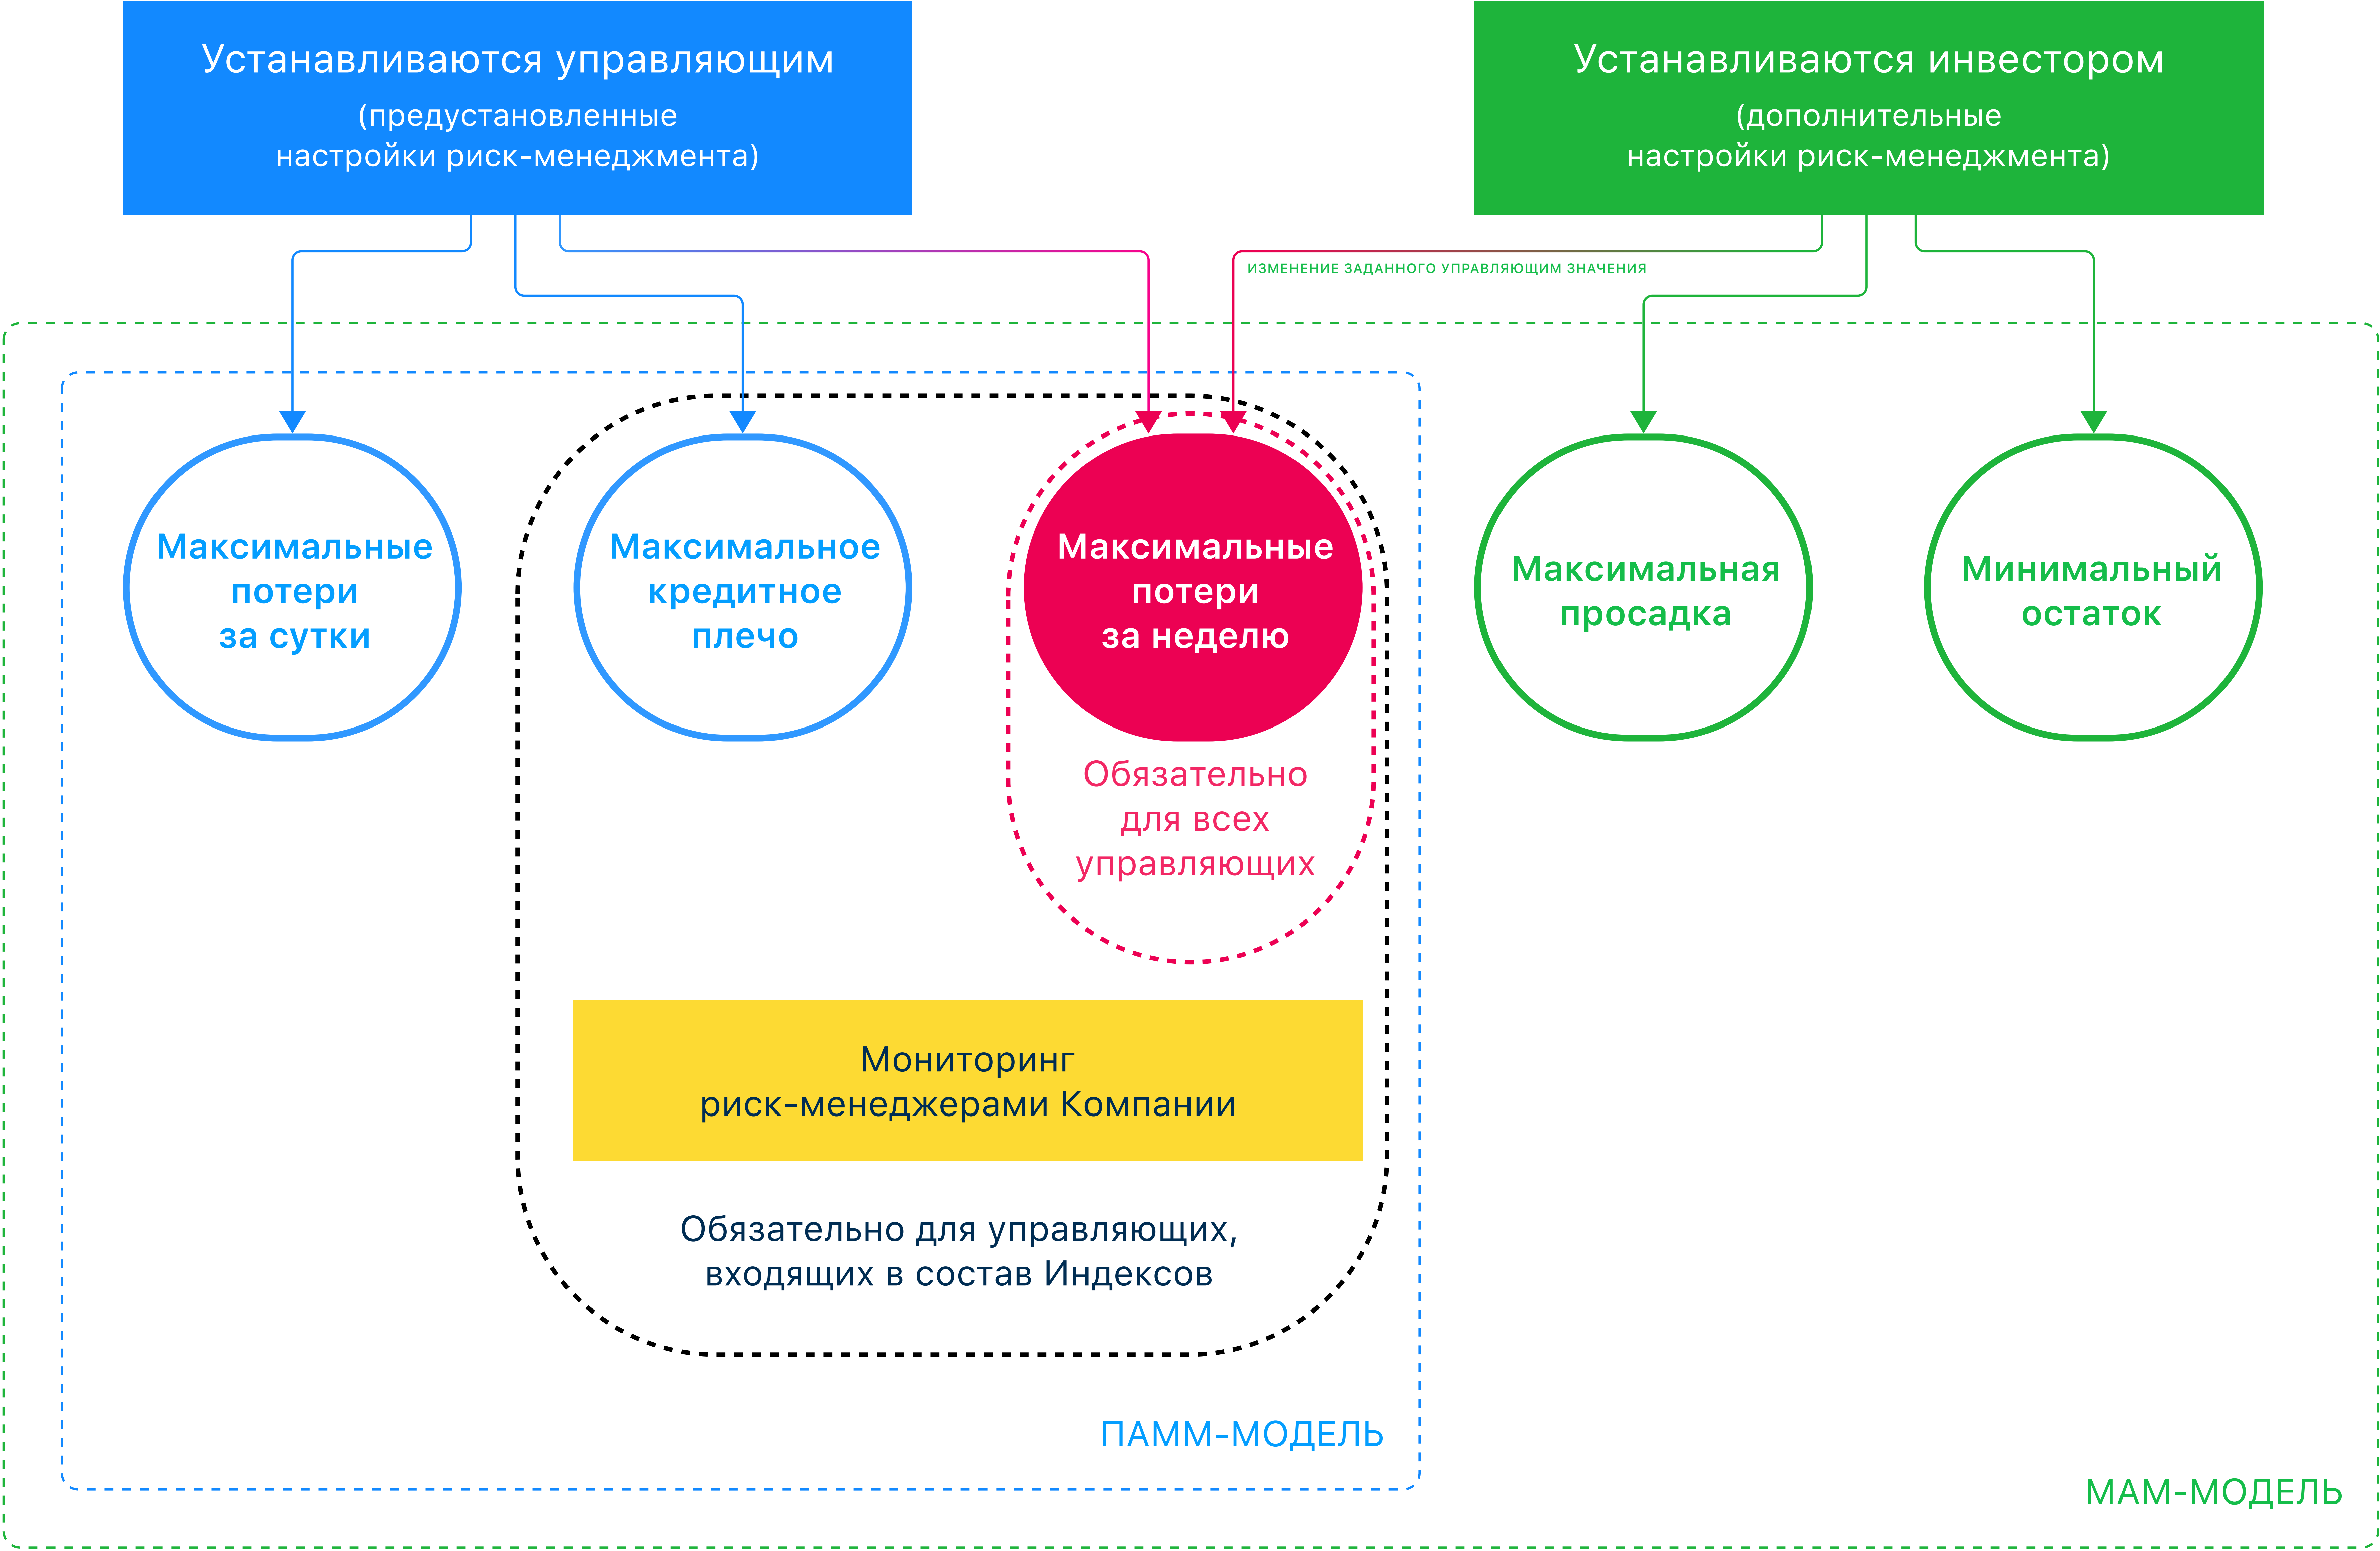 Устанавливаются управляющим
(предустановленные
настройки риск-менеджмента)
Устанавливаются инвестором
(дополнительные
настройки риск-менеджмента)
ИЗМЕНЕНИЕ ЗАДАННОГО УПРАВЛЯЮЩИМ ЗНАЧЕНИЯ
Максимальные
потери
за сутки
Максимальное
кредитное
плечо
Максимальные
потери
за неделю
Максимальная
просадка
Минимальный
остаток
Обязательно
для всех
управляющих
Мониторинг
риск-менеджерами Компании
Обязательно для управляющих,
входящих в состав Индексов
ПАММ-МОДЕЛЬ
МАМ-МОДЕЛЬ